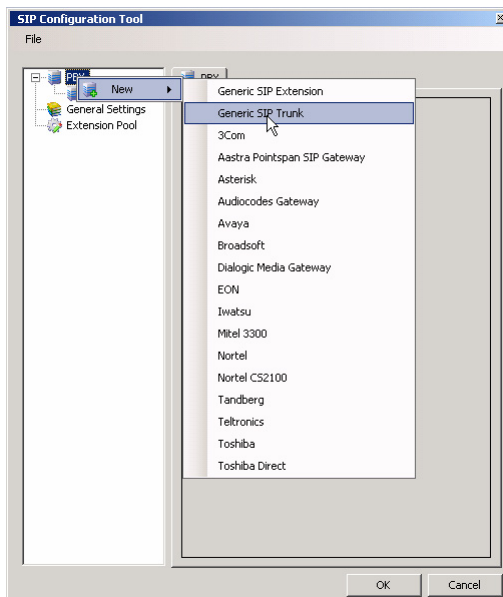 SIP Configuration Tool
File
PBX
New
General Settings
Extension Pool
PBX
Generic SIP Extension
Generic SIP Trunk
3Com
Aastra Pointspan SIP Gateway
Asterisk
Audiocodes Gateway
Avaya
Broadsoft
Dialogic Media Gateway
EON
Iwatsu
Mitel 3300
Nortel
Nortel CS2100
Tandberg
Teltronics
Toshiba
Toshiba Direct
OK
Cancel